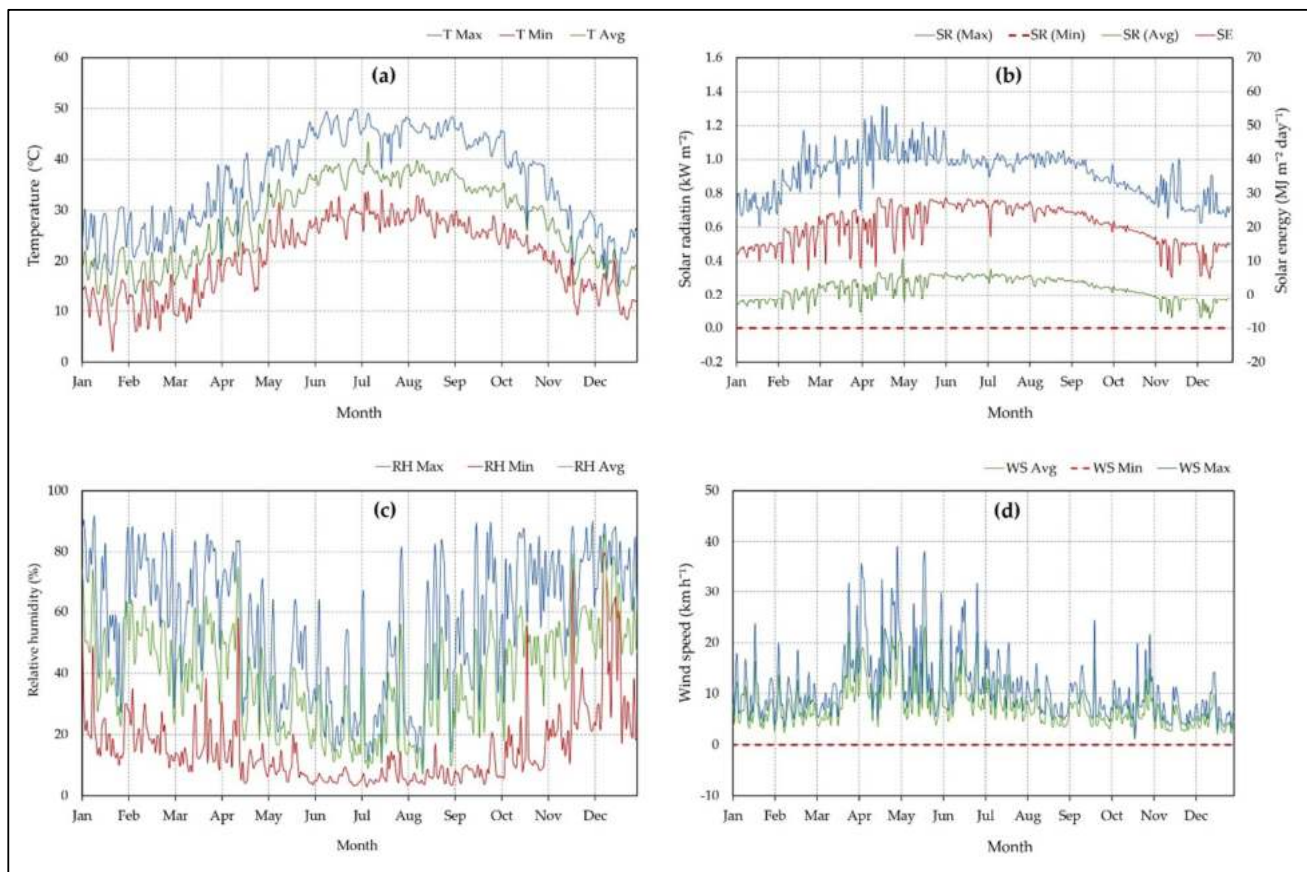 T Max T Min T Avg
(a)
60
50
40
30
20
10
0
Temperature (°C)
Jan Feb Mar Apr May Jun Jul Aug Sep Oct Nov Dec
Month
SR (Max) SR (Min) SR (Avg) SE
(b)
1.6
1.4
1.2
1.0
0.8
0.6
0.4
0.2
0.0
-0.2
Solar radiatin (kW m⁻²)
70
60
50
40
30
20
10
0
-10
-20
Solar energy (MJ m⁻² day⁻¹)
Jan Feb Mar Apr May Jun Jul Aug Sep Oct Nov Dec
Month
RH Max RH Min RH Avg
(c)
100
80
60
40
20
0
Relative humidity (%)
Jan Feb Mar Apr May Jun Jul Aug Sep Oct Nov Dec
Month
WS Avg WS Min WS Max
(d)
50
40
30
20
10
0
-10
Wind speed (km h⁻¹)
Jan Feb Mar Apr May Jun Jul Aug Sep Oct Nov Dec
Month